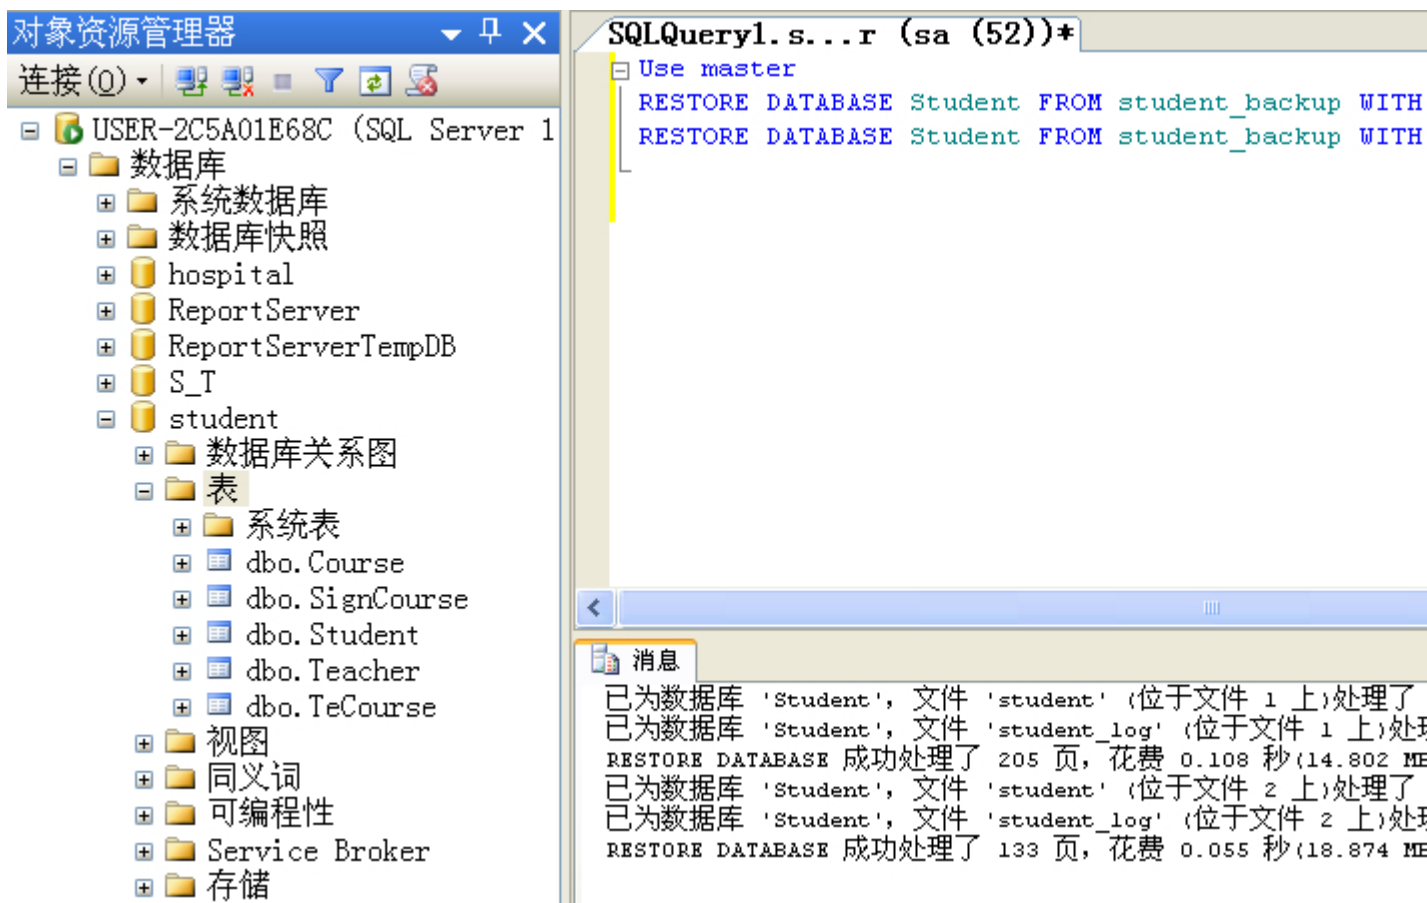 对象资源管理器
连接(O)
USER-2C5A01E68C (SQL Server 1
数据库
系统数据库
数据库快照
hospital
ReportServer
ReportServerTempDB
S_T
student
数据库关系图
表
系统表
dbo.Course
dbo.SignCourse
dbo.Student
dbo.Teacher
dbo.TeCourse
视图
同义词
可编程性
Service Broker
存储
SQLQuery1.s...r (sa (52))*
Use master
RESTORE DATABASE Student FROM student_backup WITH
RESTORE DATABASE Student FROM student_backup WITH
消息
已为数据库 'Student'，文件 'student' (位于文件 1 上)处理了
已为数据库 'Student'，文件 'student_log' (位于文件 1 上)处理
RESTORE DATABASE 成功处理了 205 页，花费 0.108 秒(14.802 MB
已为数据库 'Student'，文件 'student' (位于文件 2 上)处理了
已为数据库 'Student'，文件 'student_log' (位于文件 2 上)处理
RESTORE DATABASE 成功处理了 133 页，花费 0.055 秒(18.874 MB